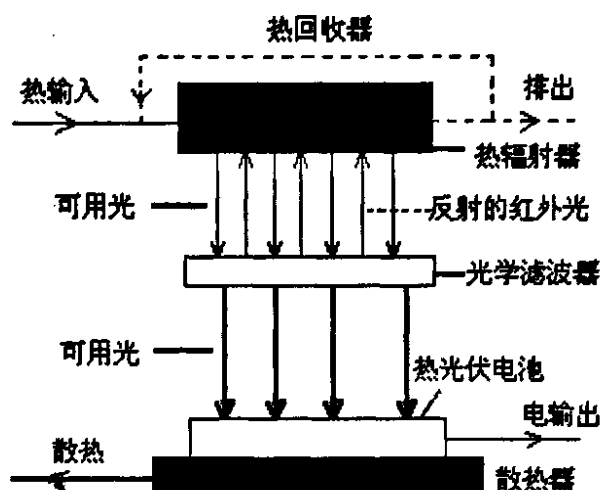 热回收器
热输入
排出
热辐射器
可用光
反射的红外光
光学滤波器
可用光
热光伏电池
电输出
散热
散热器